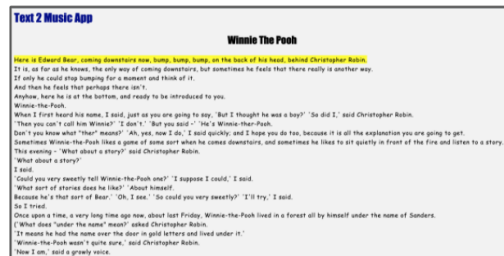 Text 2 Music App
Winnie The Pooh
Here is Edward Bear, coming downstairs now, bump, bump, bump, on the back of his head, behind Christopher Robin.
It is, as far as he knows, the only way of coming downstairs, but sometimes he feels that there really is another way.
If only he could stop bumping for a moment and think of it.
And then he feels that perhaps there isn't.
Anyhow, here he is at the bottom, and ready to be introduced to you.
Winnie-the-Pooh.
When I first heard his name, I said, just as you are going to say, 'But I thought he was a boy?' 'So did I,' said Christopher Robin.
'Then you can't call him Winnie?' 'I don't.' 'But you said -' 'He's Winnie-ther-Pooh.
Don't you know what "ther" means?' 'Ah, yes, now I do,' I said quickly; and I hope you do too, because it is all the explanation you are going to get.
Sometimes Winnie-the-Pooh likes a game of some sort when he comes downstairs, and sometimes he likes to sit quietly in front of the fire and listen to a story.
This evening - 'What about a story?' said Christopher Robin.
'What about a story?'
I said.
'Could you very sweetly tell Winnie-the-Pooh one?' 'I suppose I could,' I said.
'What sort of stories does he like?' 'About himself.
Because he's that sort of Bear.' 'Oh, I see.' 'So could you very sweetly?' 'I'll try,' I said.
So I tried.
Once upon a time, a very long time ago now, about last Friday, Winnie-the-Pooh lived in a forest all by himself under the name of Sanders.
('What does "under the name" mean?' asked Christopher Robin.
'It means he had the name over the door in gold letters and lived under it.'
'Winnie-the-Pooh wasn't quite sure,' said Christopher Robin.
'Now I am,' said a growly voice.